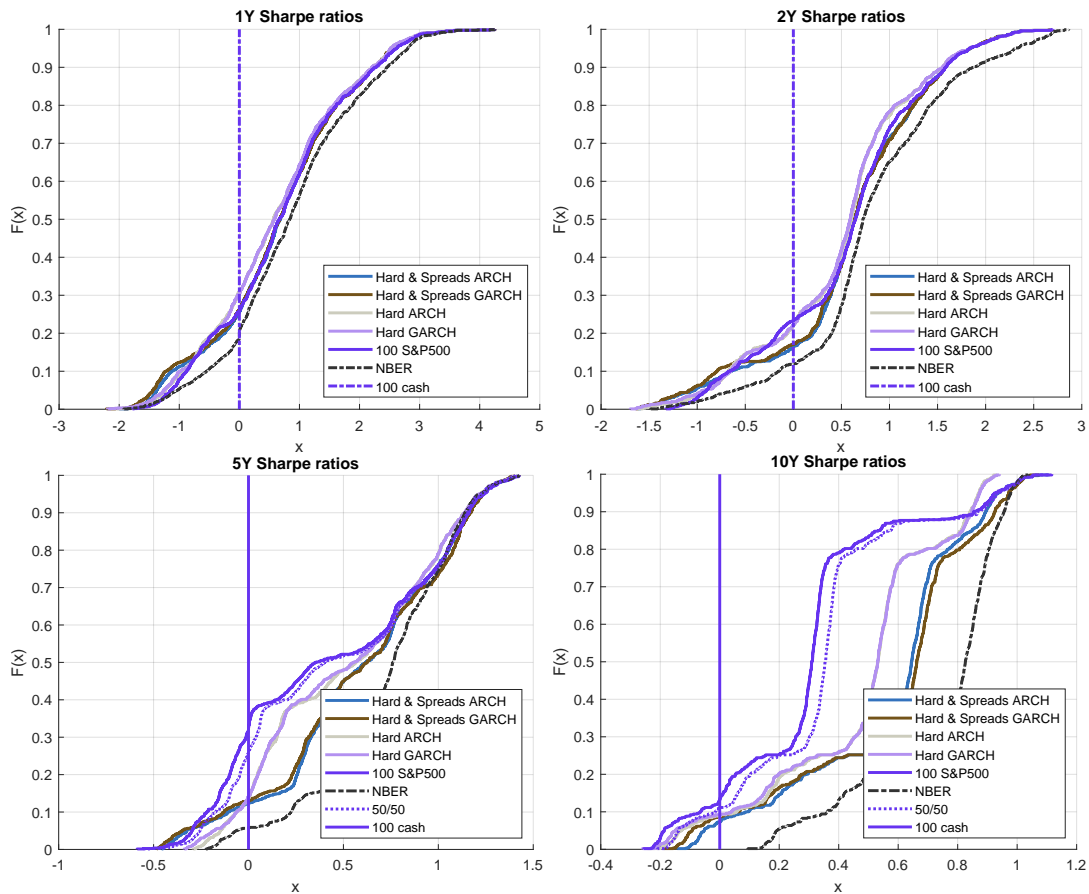 1Y Sharpe ratios
1
0.9
0.8
0.7
0.6
0.5
0.4
0.3
0.2
0.1
0
F(x)
-3
-2
-1
0
1
2
3
4
5
x
Hard & Spreads ARCH
Hard & Spreads GARCH
Hard ARCH
Hard GARCH
100 S&P500
NBER
100 cash
2Y Sharpe ratios
1
0.9
0.8
0.7
0.6
0.5
0.4
0.3
0.2
0.1
0
F(x)
-2
-1.5
-1
-0.5
0
0.5
1
1.5
2
2.5
3
x
Hard & Spreads ARCH
Hard & Spreads GARCH
Hard ARCH
Hard GARCH
100 S&P500
NBER
100 cash
5Y Sharpe ratios
1
0.9
0.8
0.7
0.6
0.5
0.4
0.3
0.2
0.1
0
F(x)
-1
-0.5
0
0.5
1
1.5
x
Hard & Spreads ARCH
Hard & Spreads GARCH
Hard ARCH
Hard GARCH
100 S&P500
NBER
50/50
100 cash
10Y Sharpe ratios
1
0.9
0.8
0.7
0.6
0.5
0.4
0.3
0.2
0.1
0
F(x)
-0.4
-0.2
0
0.2
0.4
0.6
0.8
1
1.2
x
Hard & Spreads ARCH
Hard & Spreads GARCH
Hard ARCH
Hard GARCH
100 S&P500
NBER
50/50
100 cash